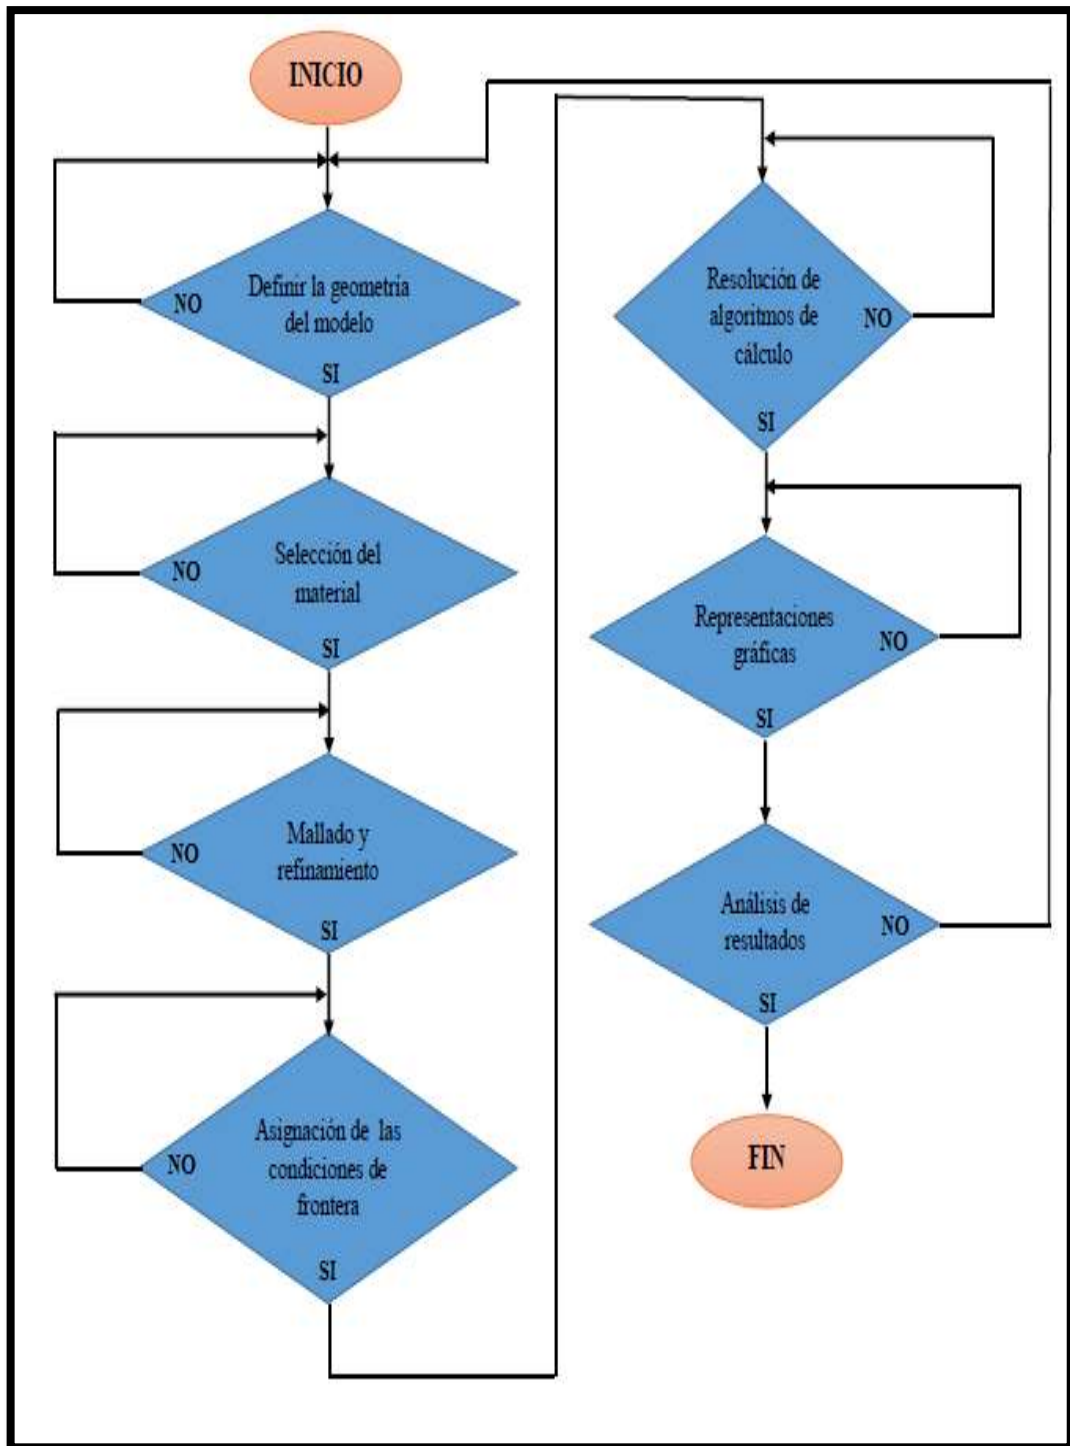 INICIO
Definir la geometría
del modelo
NO
SI
Selección del
material
NO
SI
Mallado y
refinamiento
NO
SI
Asignación de las
condiciones de
frontera
NO
SI
Resolución de
algoritmos de
cálculo
NO
SI
Representaciones
gráficas
NO
SI
Análisis de
resultados
NO
SI
FIN